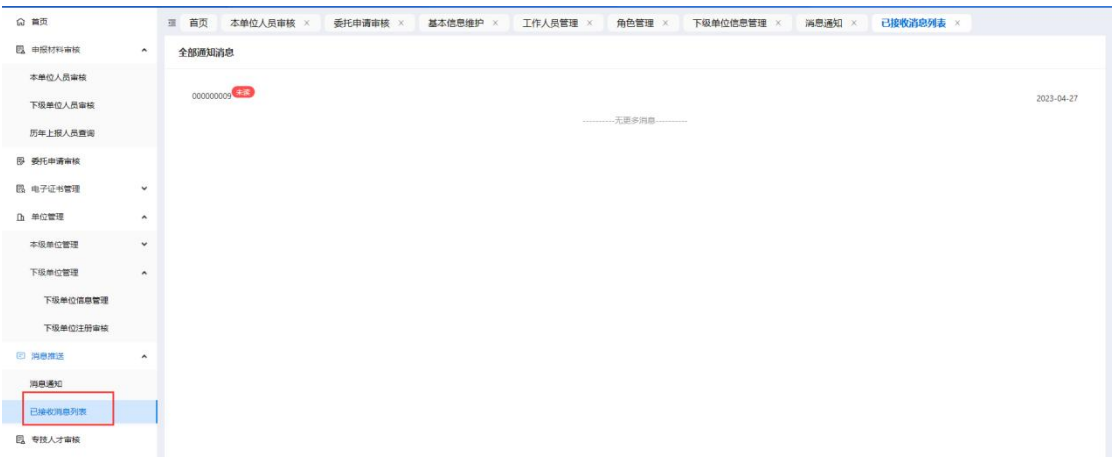 首页
申报材料审核
本单位人员审核
下级单位人员审核
历年上报人员查询
委托申请审核
电子证书管理
单位管理
本级单位管理
下级单位管理
下级单位信息管理
下级单位注册审核
消息推送
消息通知
已接收消息列表
专技人才审核
首页 本单位人员审核 × 委托申请审核 × 基本信息维护 × 工作人员管理 × 角色管理 × 下级单位信息管理 × 消息通知 × 已接收消息列表 ×
全部通知消息
000000009 未读
2023-04-27
----------无更多消息----------